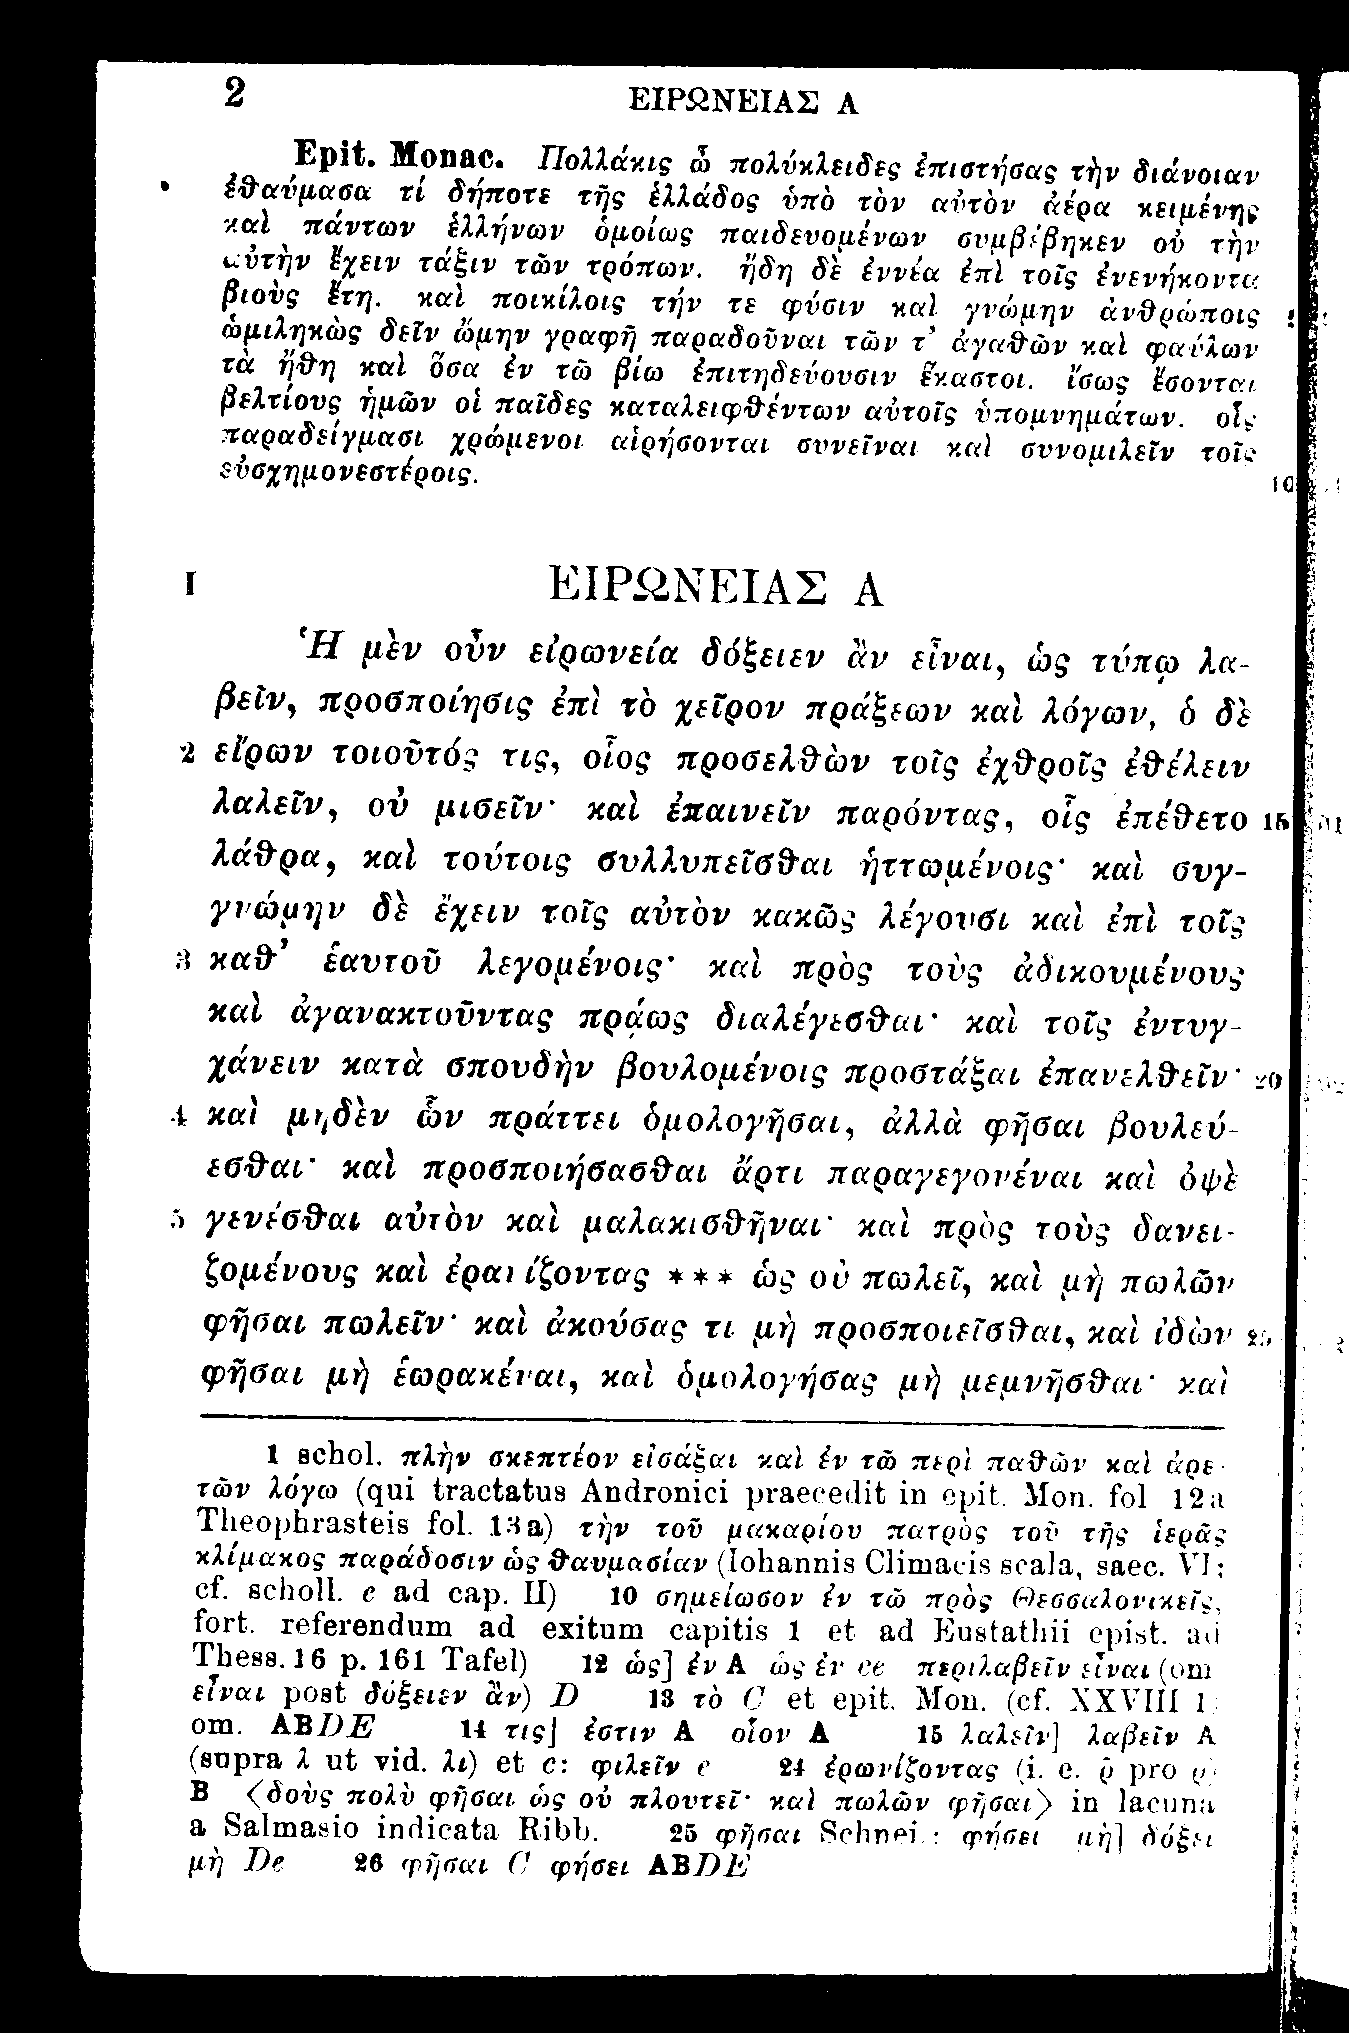 2 ΕΙΡΩΝΕΙΑΣ Α
Epit. Monac. Πολλάκις ὦ πολύκλειδες ἐπιστήσας τὴν διάνοιαν
ἐθαύμασα τί δήποτε τῆς ἑλλάδος ὑπὸ τὸν αὐτὸν ἀέρα κειμένης
καὶ πάντων ἑλλήνων ὁμοίως παιδευομένων συμβέβηκεν οὐ τὴν
αὐτὴν ἔχειν τάξιν τῶν τρόπων. ἤδη δὲ ἐννέα ἐπὶ τοῖς ἐνενήκοντα
βιοὺς ἔτη. καὶ ποικίλοις τήν τε φύσιν καὶ γνώμην ἀνθρώποις
ὡμιληκὼς δεῖν ᾤμην γραφῆ παραδοῦναι τῶν τ’ ἀγαθῶν καὶ φαύλων
τὰ ἤθη καὶ ὅσα ἐν τῶ βίω ἐπιτηδεύουσιν ἕκαστοι. ἴσως ἔσονται
βελτίους ἡμῶν οἱ παῖδες καταλειφθέντων αὐτοῖς ὑπομνημάτων. οἷς
παραδείγμασι χρώμενοι αἱρήσονται συνεῖναι καὶ συνομιλεῖν τοῖς
εὐσχημονεστέροις. 10
I ΕΙΡΩΝΕΙΑΣ Α
Ἡ μὲν οὖν εἰρωνεία δόξειεν ἂν εἶναι, ὡς τύπῳ λα-
βεῖν, προσποίησις ἐπὶ τὸ χεῖρον πράξεων καὶ λόγων, ὁ δὲ
2 εἴρων τοιοῦτός τις, οἷος προσελθὼν τοῖς ἐχθροῖς ἐθέλειν
λαλεῖν, οὐ μισεῖν· καὶ ἐπαινεῖν παρόντας, οἷς ἐπέθετο 15
λάθρα, καὶ τούτοις συλλυπεῖσθαι ἡττωμένοις· καὶ συγ-
γνώμην δὲ ἔχειν τοῖς αὑτὸν κακῶς λέγουσι καὶ ἐπὶ τοῖς
3 καθ’ ἑαυτοῦ λεγομένοις· καὶ πρὸς τοὺς ἀδικουμένους
καὶ ἀγανακτοῦντας πρᾴως διαλέγεσθαι· καὶ τοῖς ἐντυγ-
χάνειν κατὰ σπουδὴν βουλομένοις προστάξαι ἐπανελθεῖν· 20
4 καὶ μηδὲν ὧν πράττει ὁμολογῆσαι, ἀλλὰ φῆσαι βουλεύ-
εσθαι· καὶ προσποιήσασθαι ἄρτι παραγεγονέναι καὶ ὀψὲ
5 γενέσθαι αὐτὸν καὶ μαλακισθῆναι· καὶ πρὸς τοὺς δανει-
ζομένους καὶ ἐρανίζοντας * * * ὡς οὐ πωλεῖ, καὶ μὴ πωλῶν
φῆσαι πωλεῖν· καὶ ἀκούσας τι μὴ προσποιεῖσθαι, καὶ ἰδὼν 25
φῆσαι μὴ ἑωρακέναι, καὶ ὁμολογήσας μὴ μεμνῆσθαι· καὶ
1 schol. πλὴν σκεπτέον εἰσάξαι καὶ ἐν τῶ περὶ παθῶν καὶ ἀρε-
τῶν λόγω (qui tractatus Andronici praecedit in epit. Mon. fol 12a
Theophrasteis fol. 13a) τὴν τοῦ μακαρίου πατρὸς τοῦ τῆς ἱερᾶς
κλίμακος παράδοσιν ὡς θαυμασίαν (Iohannis Climacis scala, saec. VI;
cf. scholl. e ad cap. II) 10 σημείωσον ἐν τῶ πρὸς Θεσσαλονικεῖς,
fort. referendum ad exitum capitis 1 et ad Eustathii epist. ad
Thess. 16 p. 161 Tafel) 12 ὡς] ἐν A ὡς ἐν ce περιλαβεῖν εἶναι (om
εἶναι post δόξειεν ἂν) D 13 τὸ C et epit. Mon. (cf. XXVIII 1
om. ABDE 14 τις] ἐστιν A οἷον A 15 λαλεῖν] λαβεῖν A
(supra λ ut vid. λι) et c: φιλεῖν e 24 ἐρωνίζοντας (i. e. ρ̄ pro
B ⟨δοὺς πολὺ φῆσαι ὡς οὐ πλουτεῖ· καὶ πωλῶν φῆσαι⟩ in lacuna
a Salmasio indicata Ribb. 25 φῆσαι Schnei.: φήσει μὴ] δόξει
μὴ De 26 φῆσαι C φήσει ABDE